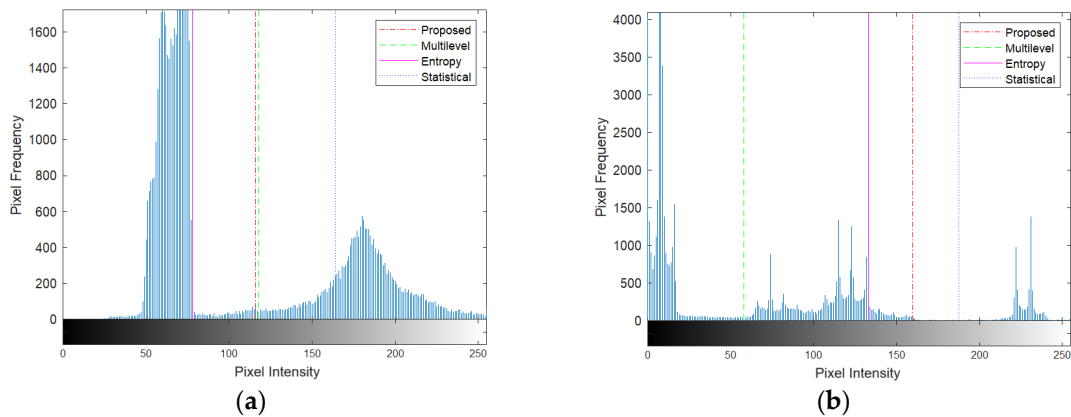 1600
1400
1200
1000
800
600
400
200
0
Pixel Frequency
Proposed
Multilevel
Entropy
Statistical
0 50 100 150 200 250
Pixel Intensity
(a)
4000
3500
3000
2500
2000
1500
1000
500
0
Pixel Frequency
Proposed
Multilevel
Entropy
Statistical
0 50 100 150 200 250
Pixel Intensity
(b)